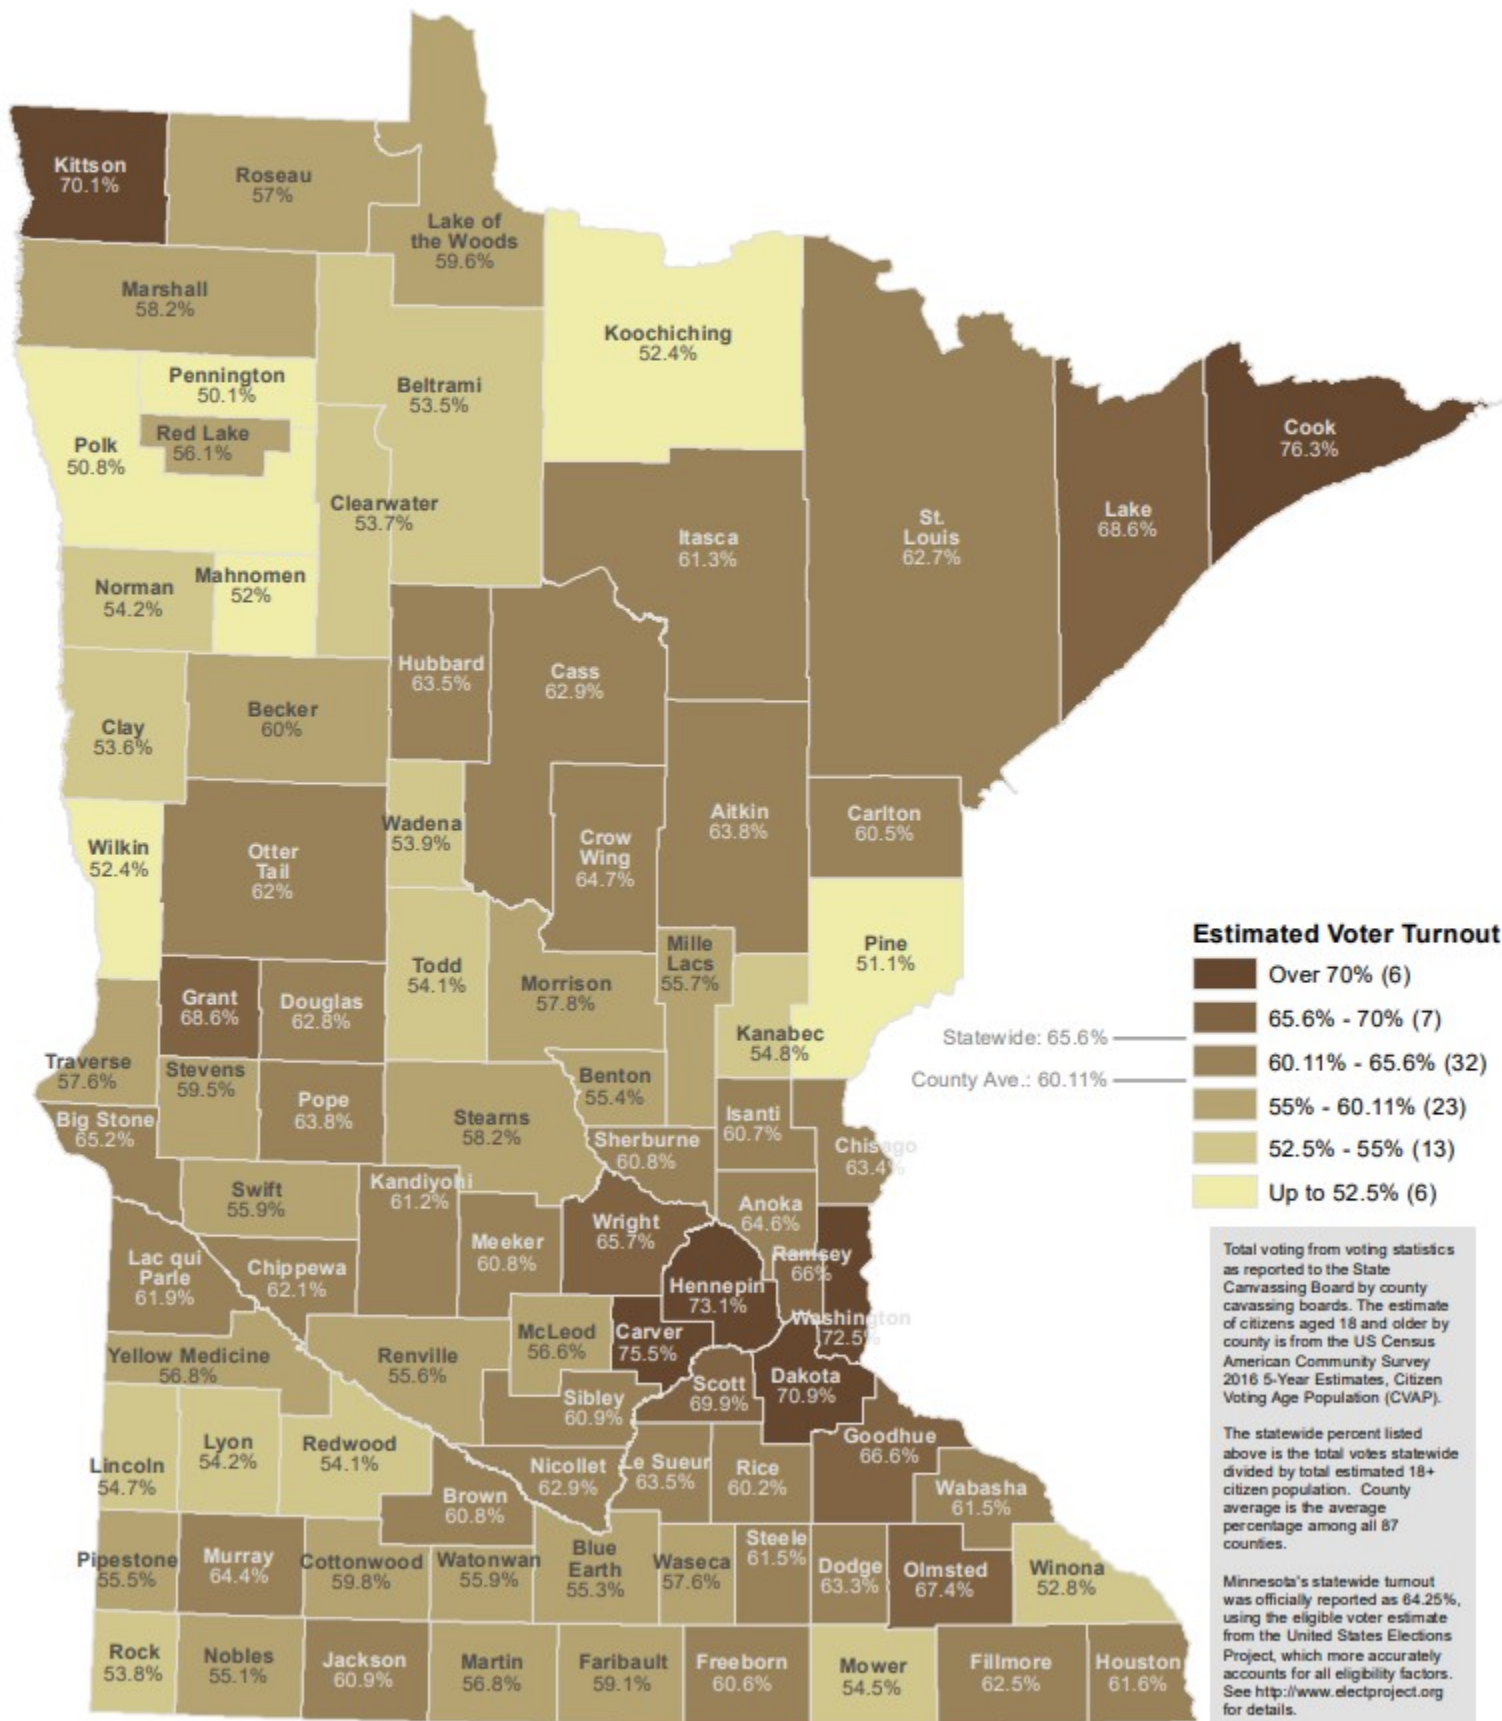 Kittson
70.1%
Roseau
57%
Lake of
the Woods
59.6%
Marshall
58.2%
Koochiching
52.4%
Pennington
50.1%
Beltrami
53.5%
Red Lake
56.1%
Polk
50.8%
Cook
76.3%
Clearwater
53.7%
Itasca
61.3%
St.
Louis
62.7%
Lake
68.6%
Norman
54.2%
Mahnomen
52%
Hubbard
63.5%
Cass
62.9%
Clay
53.6%
Becker
60%
Wadena
53.9%
Crow
Wing
64.7%
Aitkin
63.8%
Carlton
60.5%
Wilkin
52.4%
Otter
Tail
62%
Pine
51.1%
Mille
Lacs
55.7%
Todd
54.1%
Morrison
57.8%
Grant
68.6%
Douglas
62.8%
Kanabec
54.8%
Traverse
57.6%
Stevens
59.5%
Pope
63.8%
Stearns
58.2%
Benton
55.4%
Big Stone
65.2%
Isanti
60.7%
Chisago
63.4%
Sherburne
60.8%
Swift
55.9%
Kandiyohi
61.2%
Anoka
64.6%
Wright
65.7%
Meeker
60.8%
Lac qui
Parle
61.9%
Chippewa
62.1%
Ramsey
66%
Hennepin
73.1%
Washington
72.5%
McLeod
56.6%
Carver
75.5%
Yellow Medicine
56.8%
Renville
55.6%
Scott
69.9%
Dakota
70.9%
Sibley
60.9%
Goodhue
66.6%
Lincoln
54.7%
Lyon
54.2%
Redwood
54.1%
Nicollet
62.9%
Le Sueur
63.5%
Rice
60.2%
Wabasha
61.5%
Brown
60.8%
Pipestone
55.5%
Murray
64.4%
Cottonwood
59.8%
Watonwan
55.9%
Blue
Earth
55.3%
Waseca
57.6%
Steele
61.5%
Dodge
63.3%
Olmsted
67.4%
Winona
52.8%
Rock
53.8%
Nobles
55.1%
Jackson
60.9%
Martin
56.8%
Faribault
59.1%
Freeborn
60.6%
Mower
54.5%
Fillmore
62.5%
Houston
61.6%
Estimated Voter Turnout
Over 70% (6)
65.6% - 70% (7)
Statewide: 65.6%
60.11% - 65.6% (32)
County Ave.: 60.11%
55% - 60.11% (23)
52.5% - 55% (13)
Up to 52.5% (6)
Total voting from voting statistics
as reported to the State
Canvassing Board by county
cavassing boards. The estimate
of citizens aged 18 and older by
county is from the US Census
American Community Survey
2016 5-Year Estimates, Citizen
Voting Age Population (CVAP).
The statewide percent listed
above is the total votes statewide
divided by total estimated 18+
citizen population. County
average is the average
percentage among all 87
counties.
Minnesota's statewide turnout
was officially reported as 64.25%,
using the eligible voter estimate
from the United States Elections
Project, which more accurately
accounts for all eligibility factors.
See http://www.electproject.org
for details.